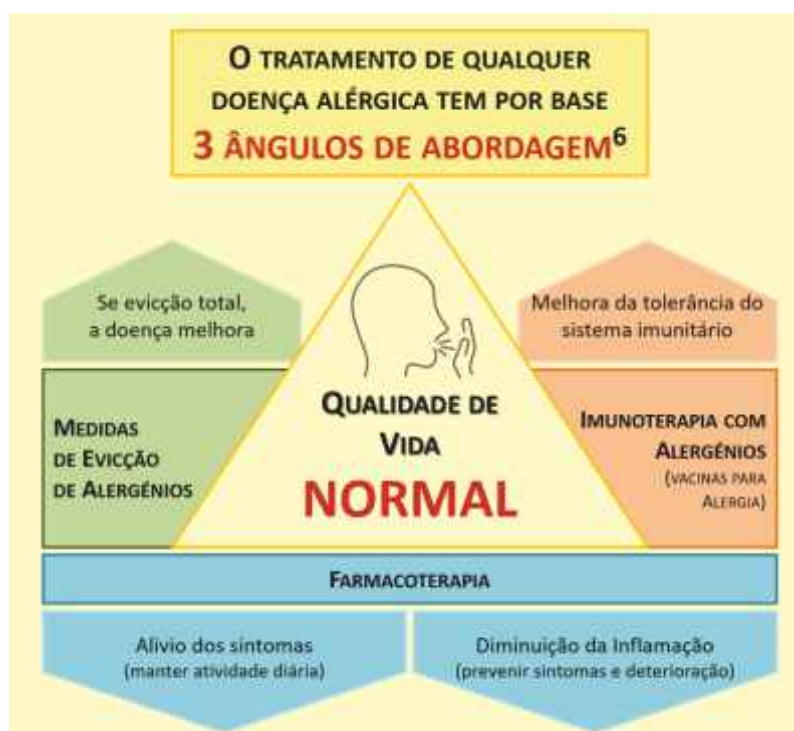 O TRATAMENTO DE QUALQUER
DOENÇA ALÉRGICA TEM POR BASE
3 ÂNGULOS DE ABORDAGEM⁶
Se evicção total,
a doença melhora
Melhora da tolerância do
sistema imunitário
MEDIDAS
DE EVICÇÃO
DE ALERGÉNIOS
QUALIDADE DE
VIDA
NORMAL
IMUNOTERAPIA COM
ALERGÉNIOS
(VACINAS PARA
ALERGIA)
FARMACOTERAPIA
Alívio dos sintomas
(manter atividade diária)
Diminuição da Inflamação
(prevenir sintomas e deterioração)